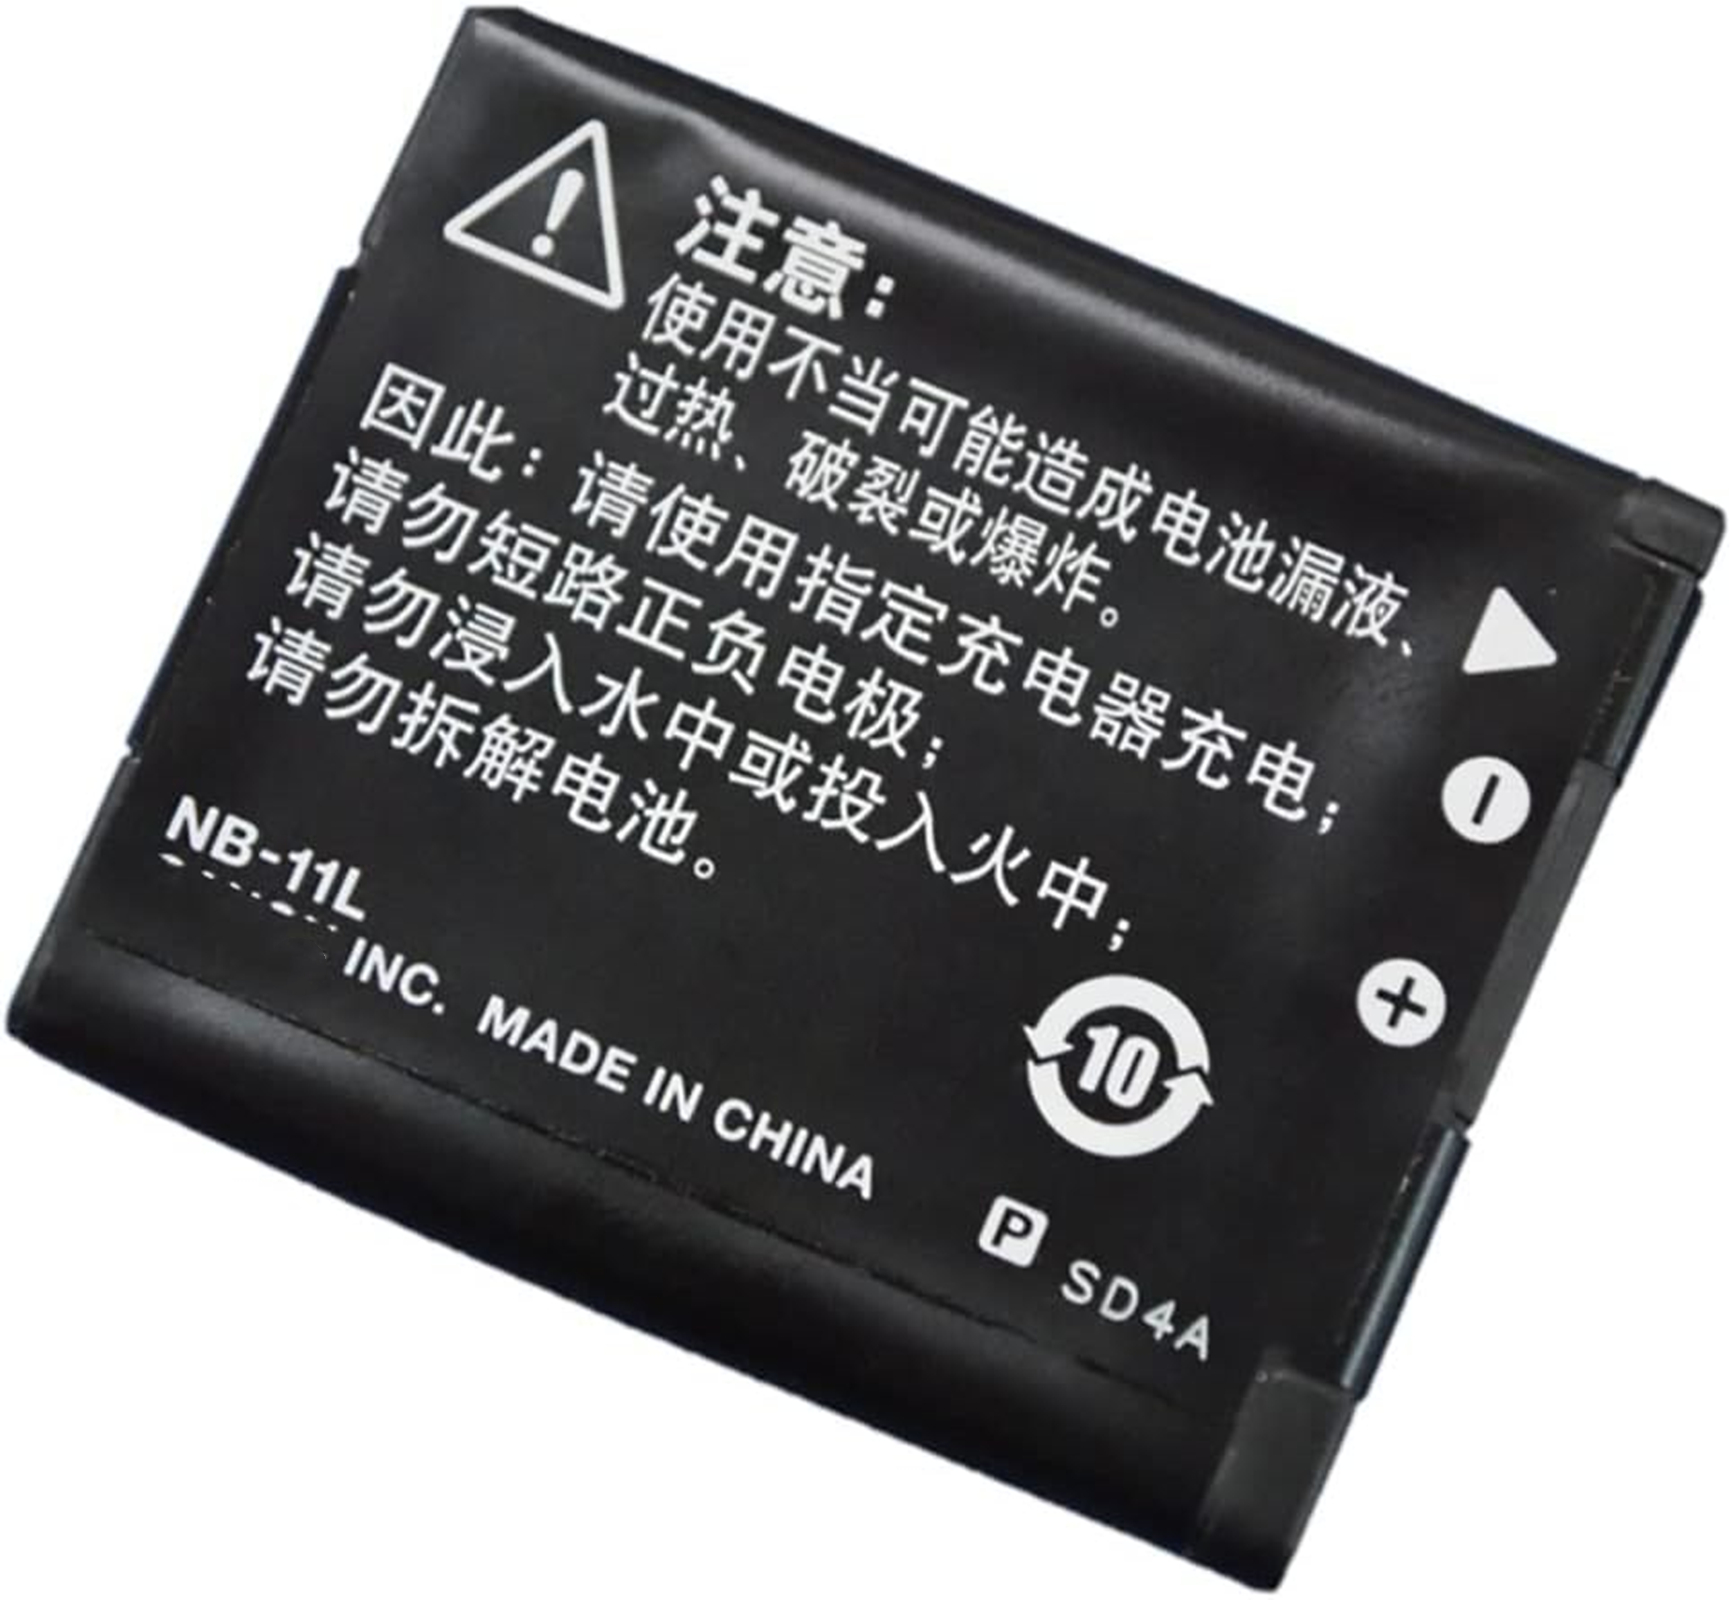 注意：
使用不当可能造成电池漏液、
过热、破裂或爆炸。
因此：请使用指定充电器充电；
请勿短路正负电极；
请勿浸入水中或投入火中；
请勿拆解电池。
NB-11L
INC. MADE IN CHINA
10
P SD4A